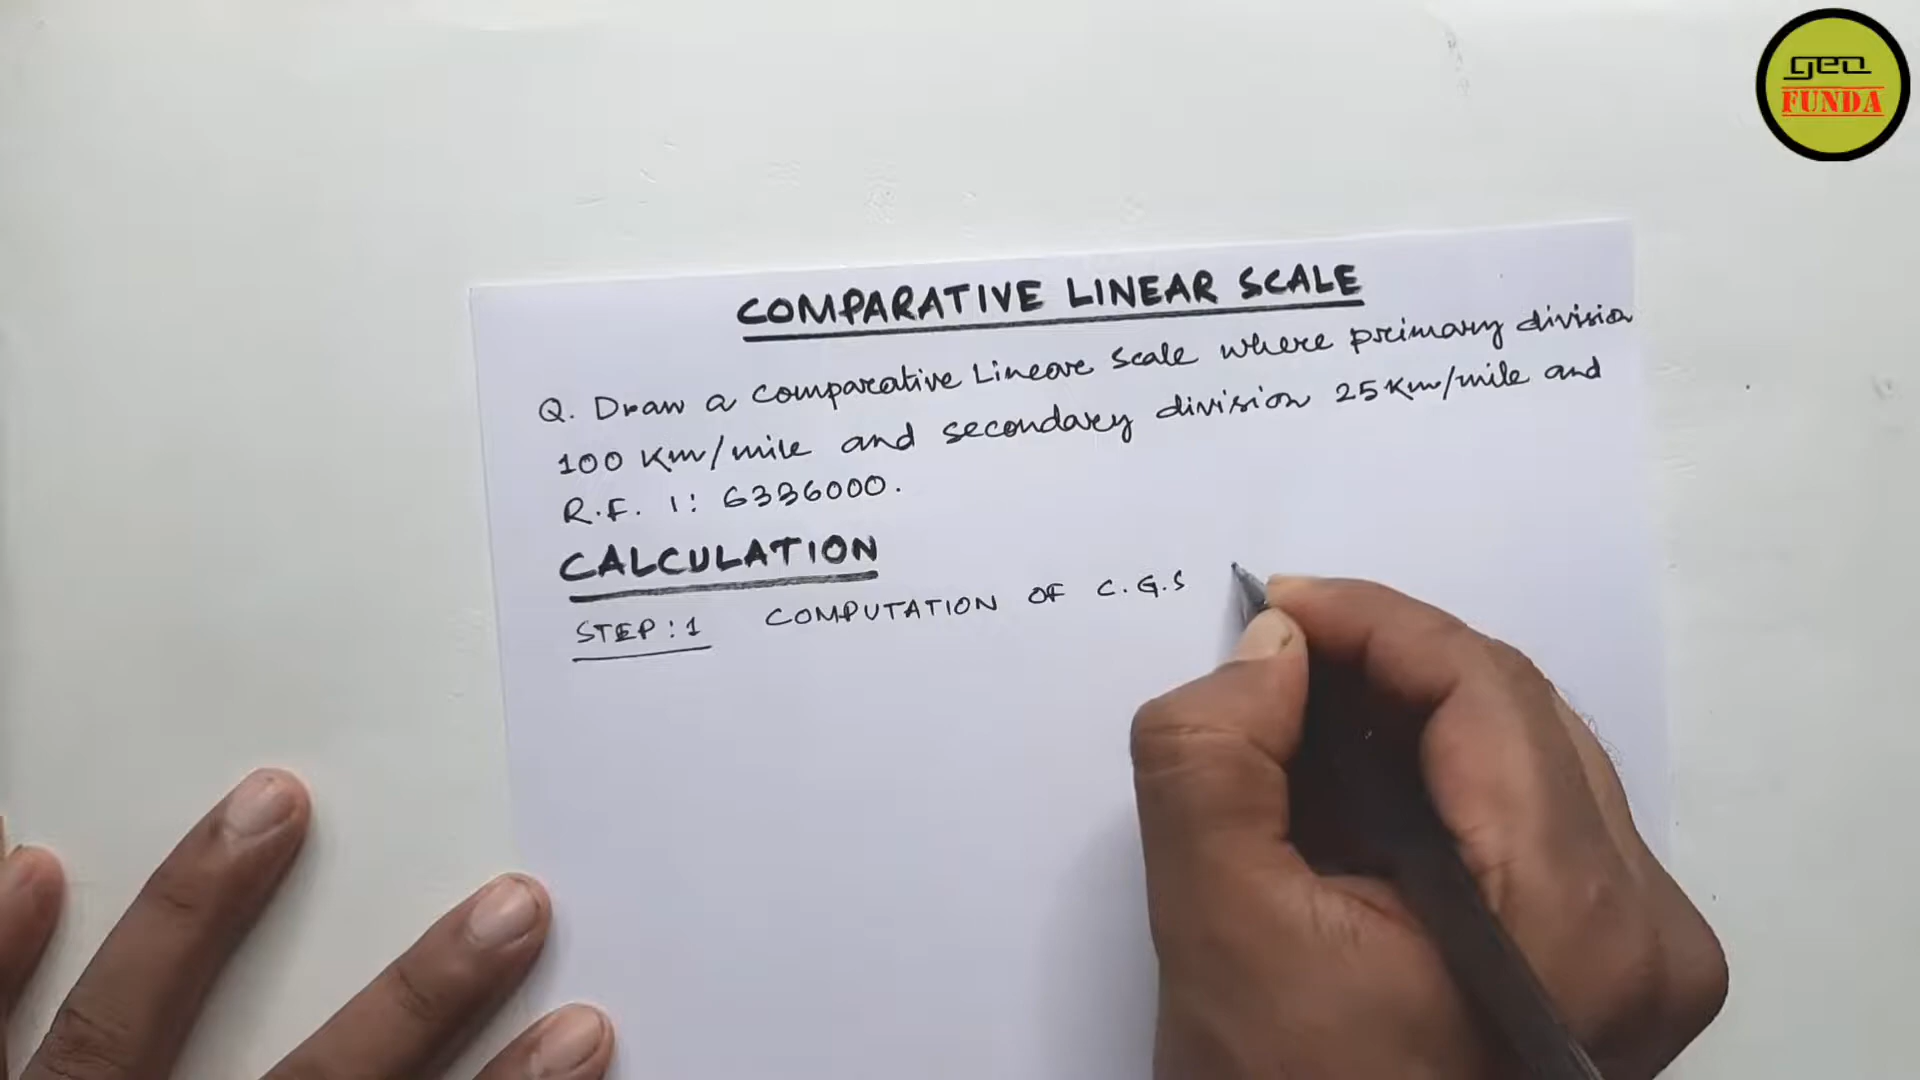 geo
FUNDA
COMPARATIVE LINEAR SCALE
Q. Draw a comparative Linear Scale where primary division
100 Km/mile and secondary division 25 Km/mile and
R.F. 1: 6336000.
CALCULATION
STEP:1 COMPUTATION OF C.G.S